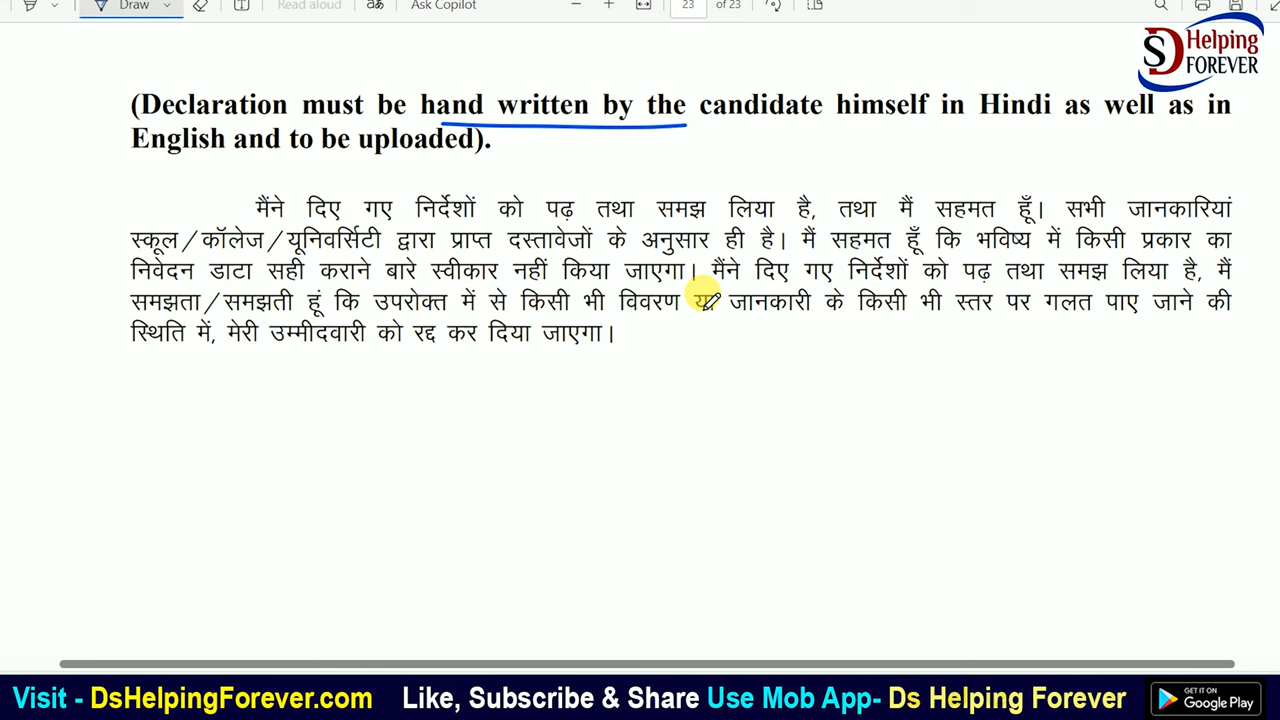 Draw
Read aloud
aあ
Ask Copilot
23
of 23
SD Helping
FOREVER
(Declaration must be hand written by the candidate himself in Hindi as well as in
English and to be uploaded).
मैंने दिए गए निर्देशों को पढ़ तथा समझ लिया है, तथा मैं सहमत हूँ। सभी जानकारियां
स्कूल/कॉलेज/यूनिवर्सिटी द्वारा प्राप्त दस्तावेजों के अनुसार ही है। मैं सहमत हूँ कि भविष्य में किसी प्रकार का
निवेदन डाटा सही कराने बारे स्वीकार नहीं किया जाएगा। मैंने दिए गए निर्देशों को पढ़ तथा समझ लिया है, मैं
समझता/समझती हूं कि उपरोक्त में से किसी भी विवरण या जानकारी के किसी भी स्तर पर गलत पाए जाने की
स्थिति में, मेरी उम्मीदवारी को रद्द कर दिया जाएगा।
Visit - DsHelpingForever.com Like, Subscribe & Share Use Mob App- Ds Helping Forever
GET IT ON
Google Play